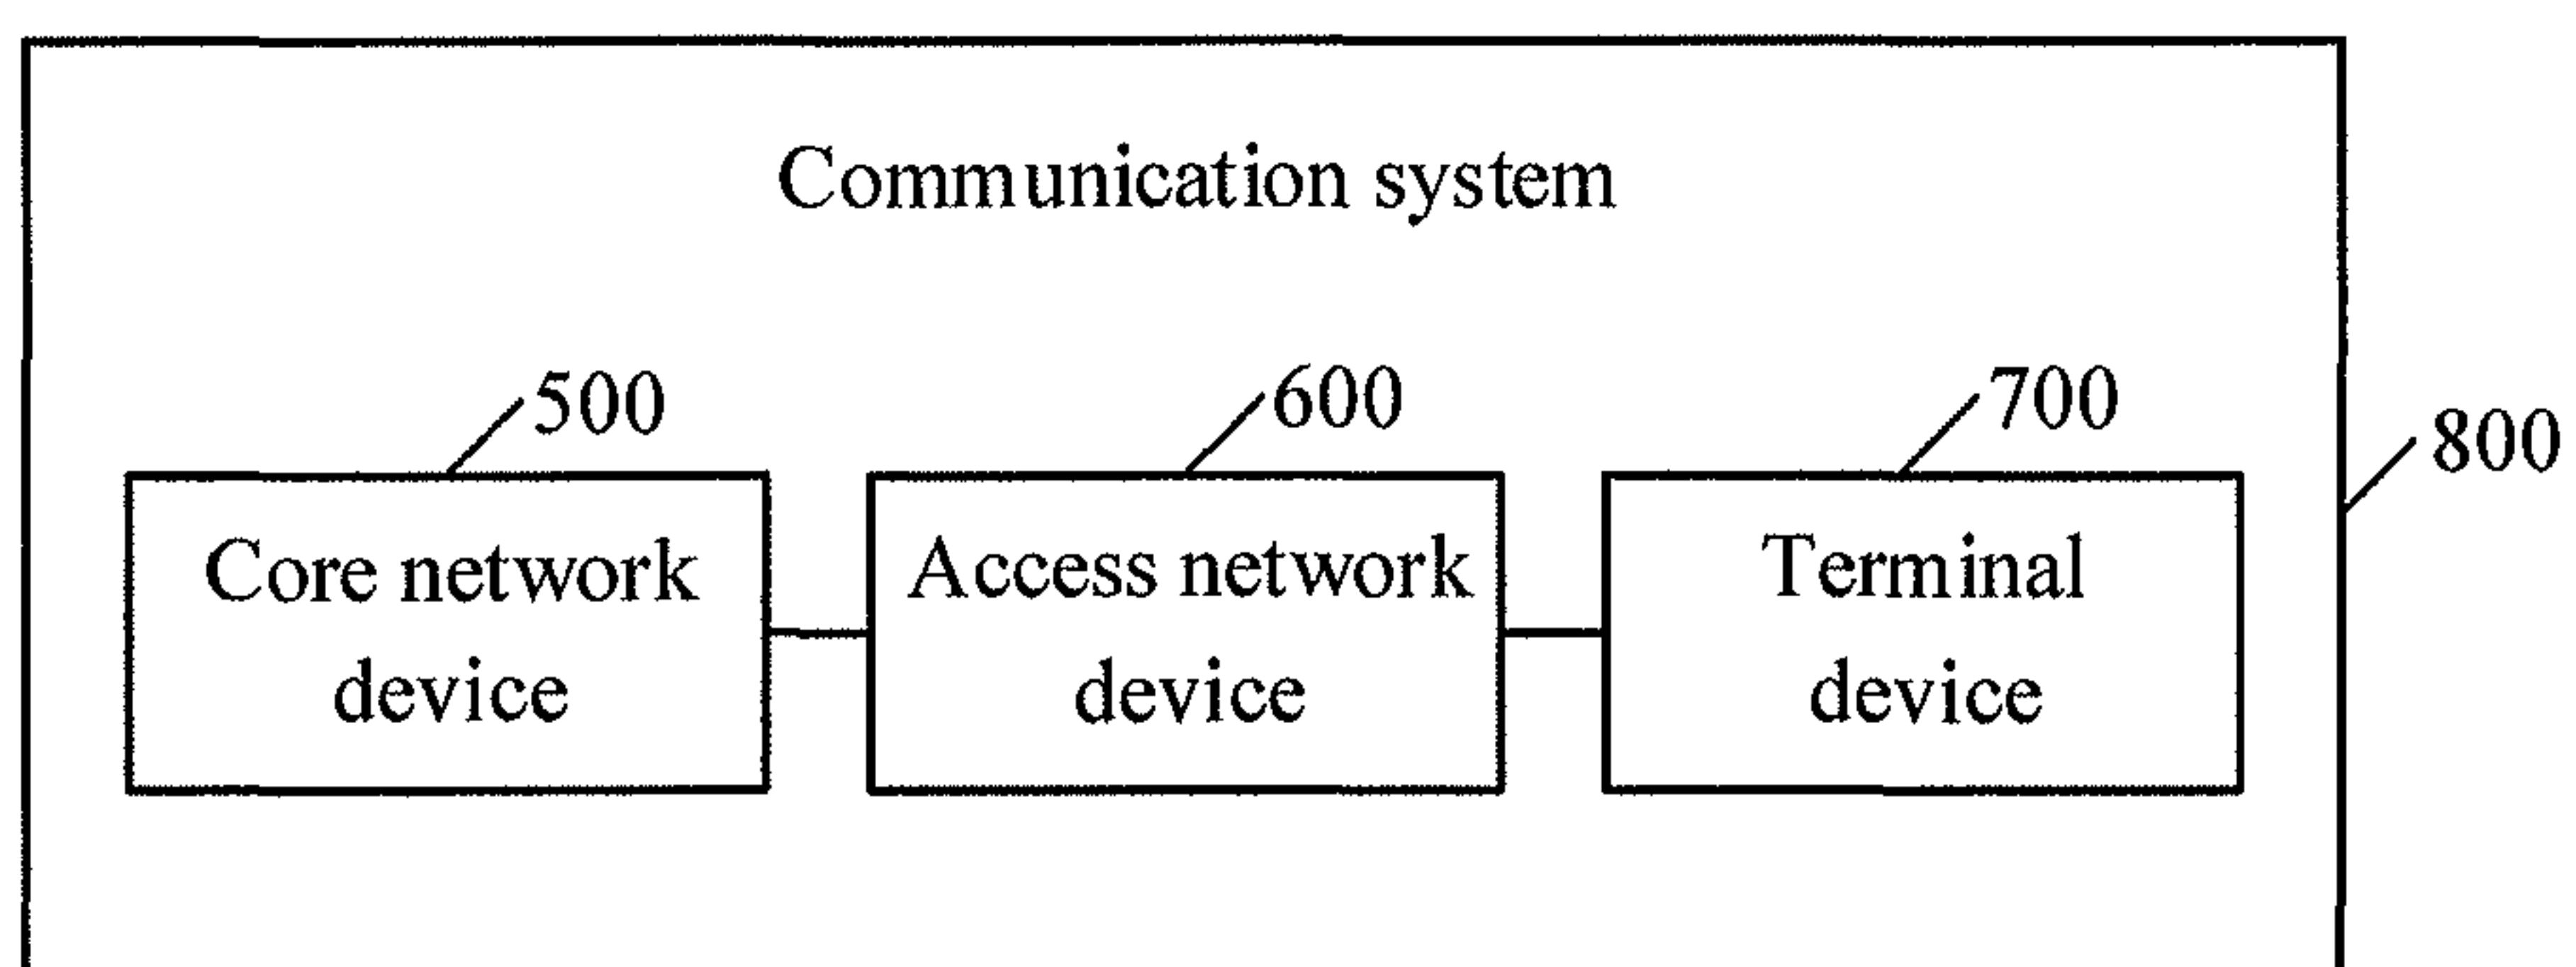 Communication system
500
600
700
800
Core network
device
Access network
device
Terminal
device